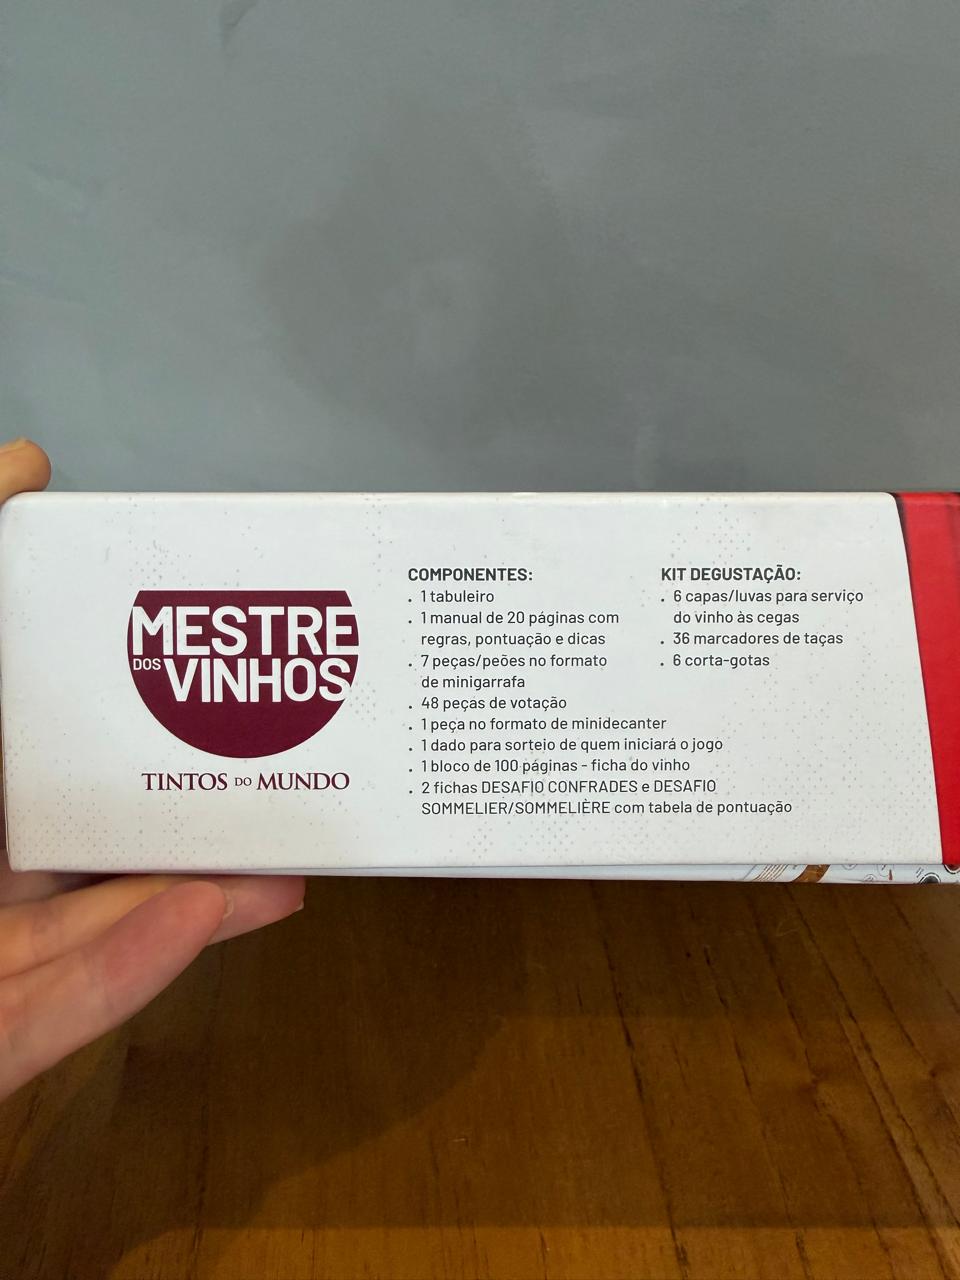 MESTRE
DOS VINHOS
TINTOS DO MUNDO
COMPONENTES:
. 1 tabuleiro
. 1 manual de 20 páginas com
regras, pontuação e dicas
. 7 peças/peões no formato
de minigarrafa
. 48 peças de votação
. 1 peça no formato de minidecanter
. 1 dado para sorteio de quem iniciará o jogo
. 1 bloco de 100 páginas - ficha do vinho
. 2 fichas DESAFIO CONFRADES e DESAFIO
SOMMELIER/SOMMELIÈRE com tabela de pontuação
KIT DEGUSTAÇÃO:
. 6 capas/luvas para serviço
do vinho às cegas
. 36 marcadores de taças
. 6 corta-gotas